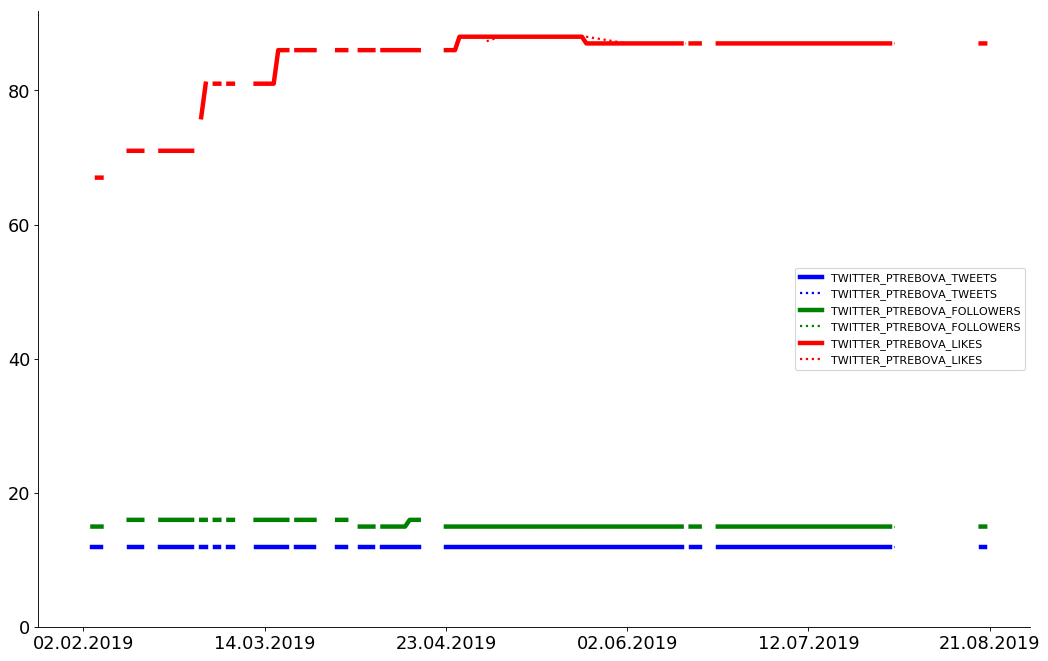 80
60
40
20
0
02.02.2019 14.03.2019 23.04.2019 02.06.2019 12.07.2019 21.08.2019
TWITTER_PTREBOVA_TWEETS
TWITTER_PTREBOVA_TWEETS
TWITTER_PTREBOVA_FOLLOWERS
TWITTER_PTREBOVA_FOLLOWERS
TWITTER_PTREBOVA_LIKES
TWITTER_PTREBOVA_LIKES